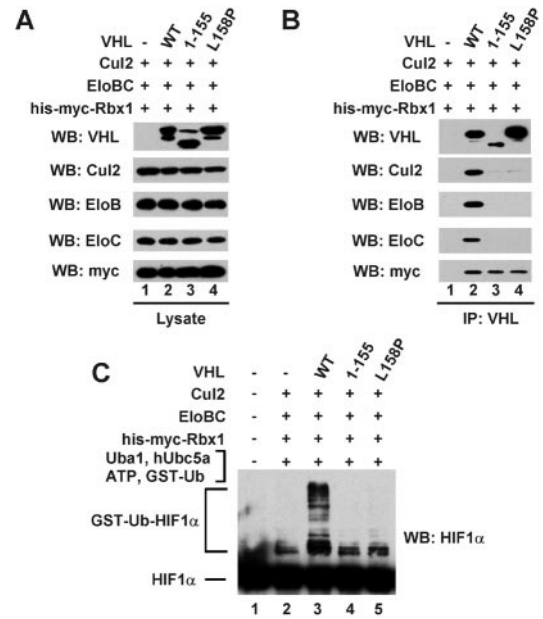 A
VHL - WT 1-155 L158P
Cul2 + + + +
EloBC + + + +
his-myc-Rbx1 + + + +
WB: VHL
WB: Cul2
WB: EloB
WB: EloC
WB: myc
1 2 3 4
Lysate
B
VHL - WT 1-155 L158P
Cul2 + + + +
EloBC + + + +
his-myc-Rbx1 + + + +
WB: VHL
WB: Cul2
WB: EloB
WB: EloC
WB: myc
1 2 3 4
IP: VHL
C
VHL - - WT 1-155 L158P
Cul2 - + + + +
EloBC - + + + +
his-myc-Rbx1 - + + + +
Uba1, hUbc5a
ATP, GST-Ub - + + + +
GST-Ub-HIF1α
WB: HIF1α
HIF1α
1 2 3 4 5